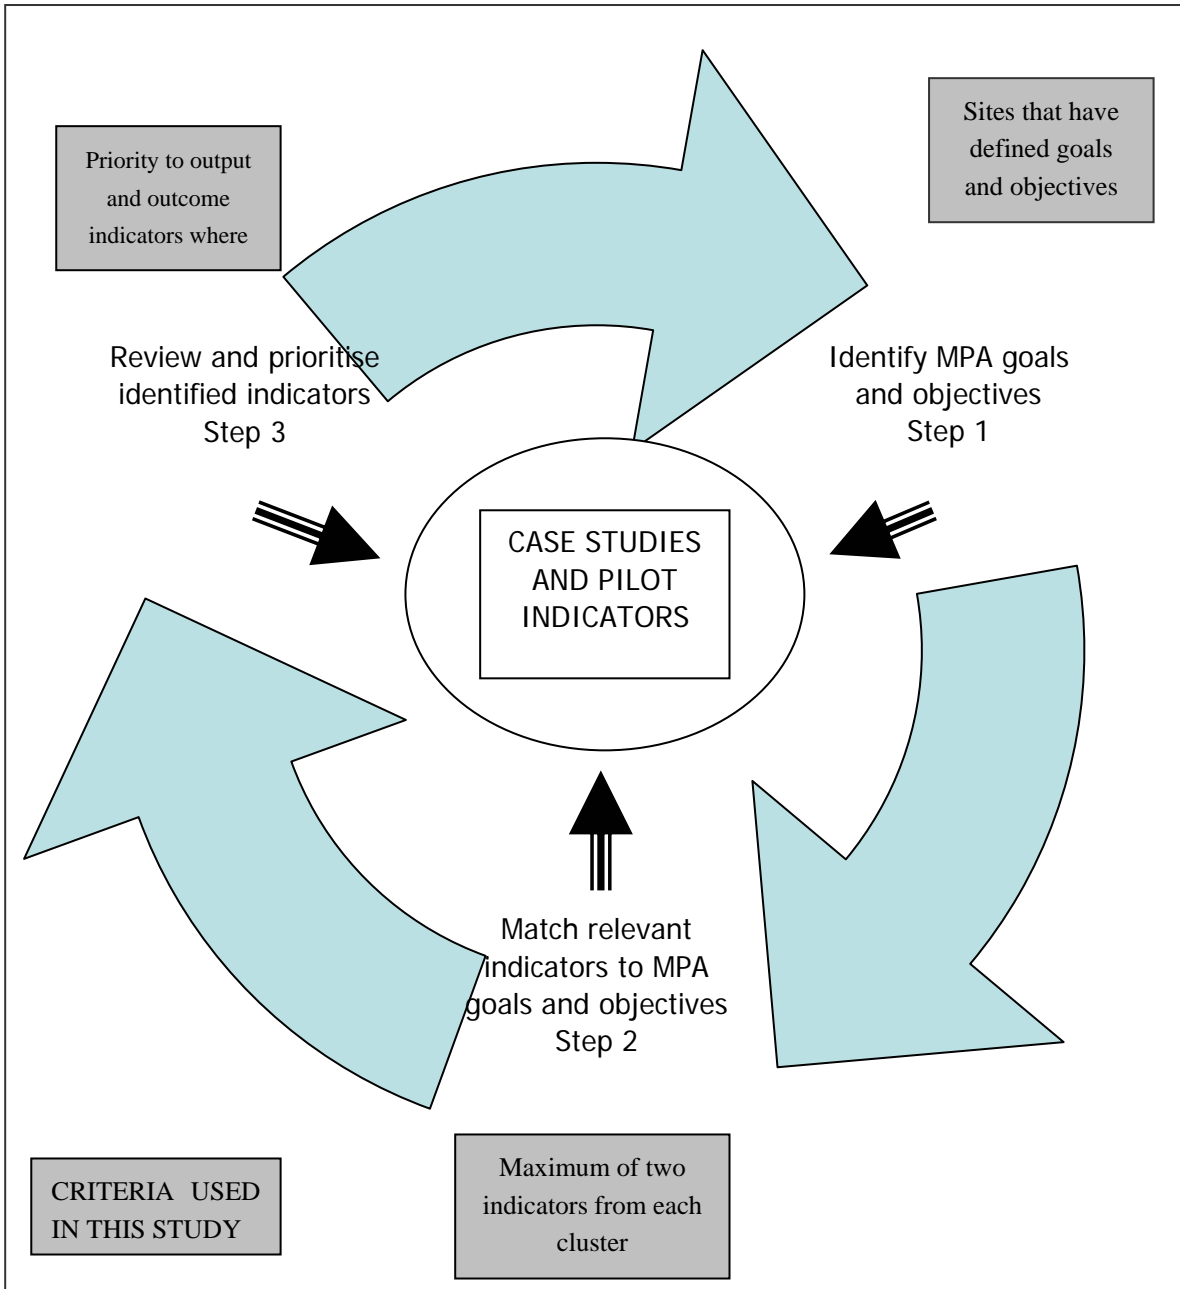 Priority to output
and outcome
indicators where
Sites that have
defined goals
and objectives
Review and prioritise
identified indicators
Step 3
Identify MPA goals
and objectives
Step 1
CASE STUDIES
AND PILOT
INDICATORS
Match relevant
indicators to MPA
goals and objectives
Step 2
CRITERIA USED
IN THIS STUDY
Maximum of two
indicators from each
cluster